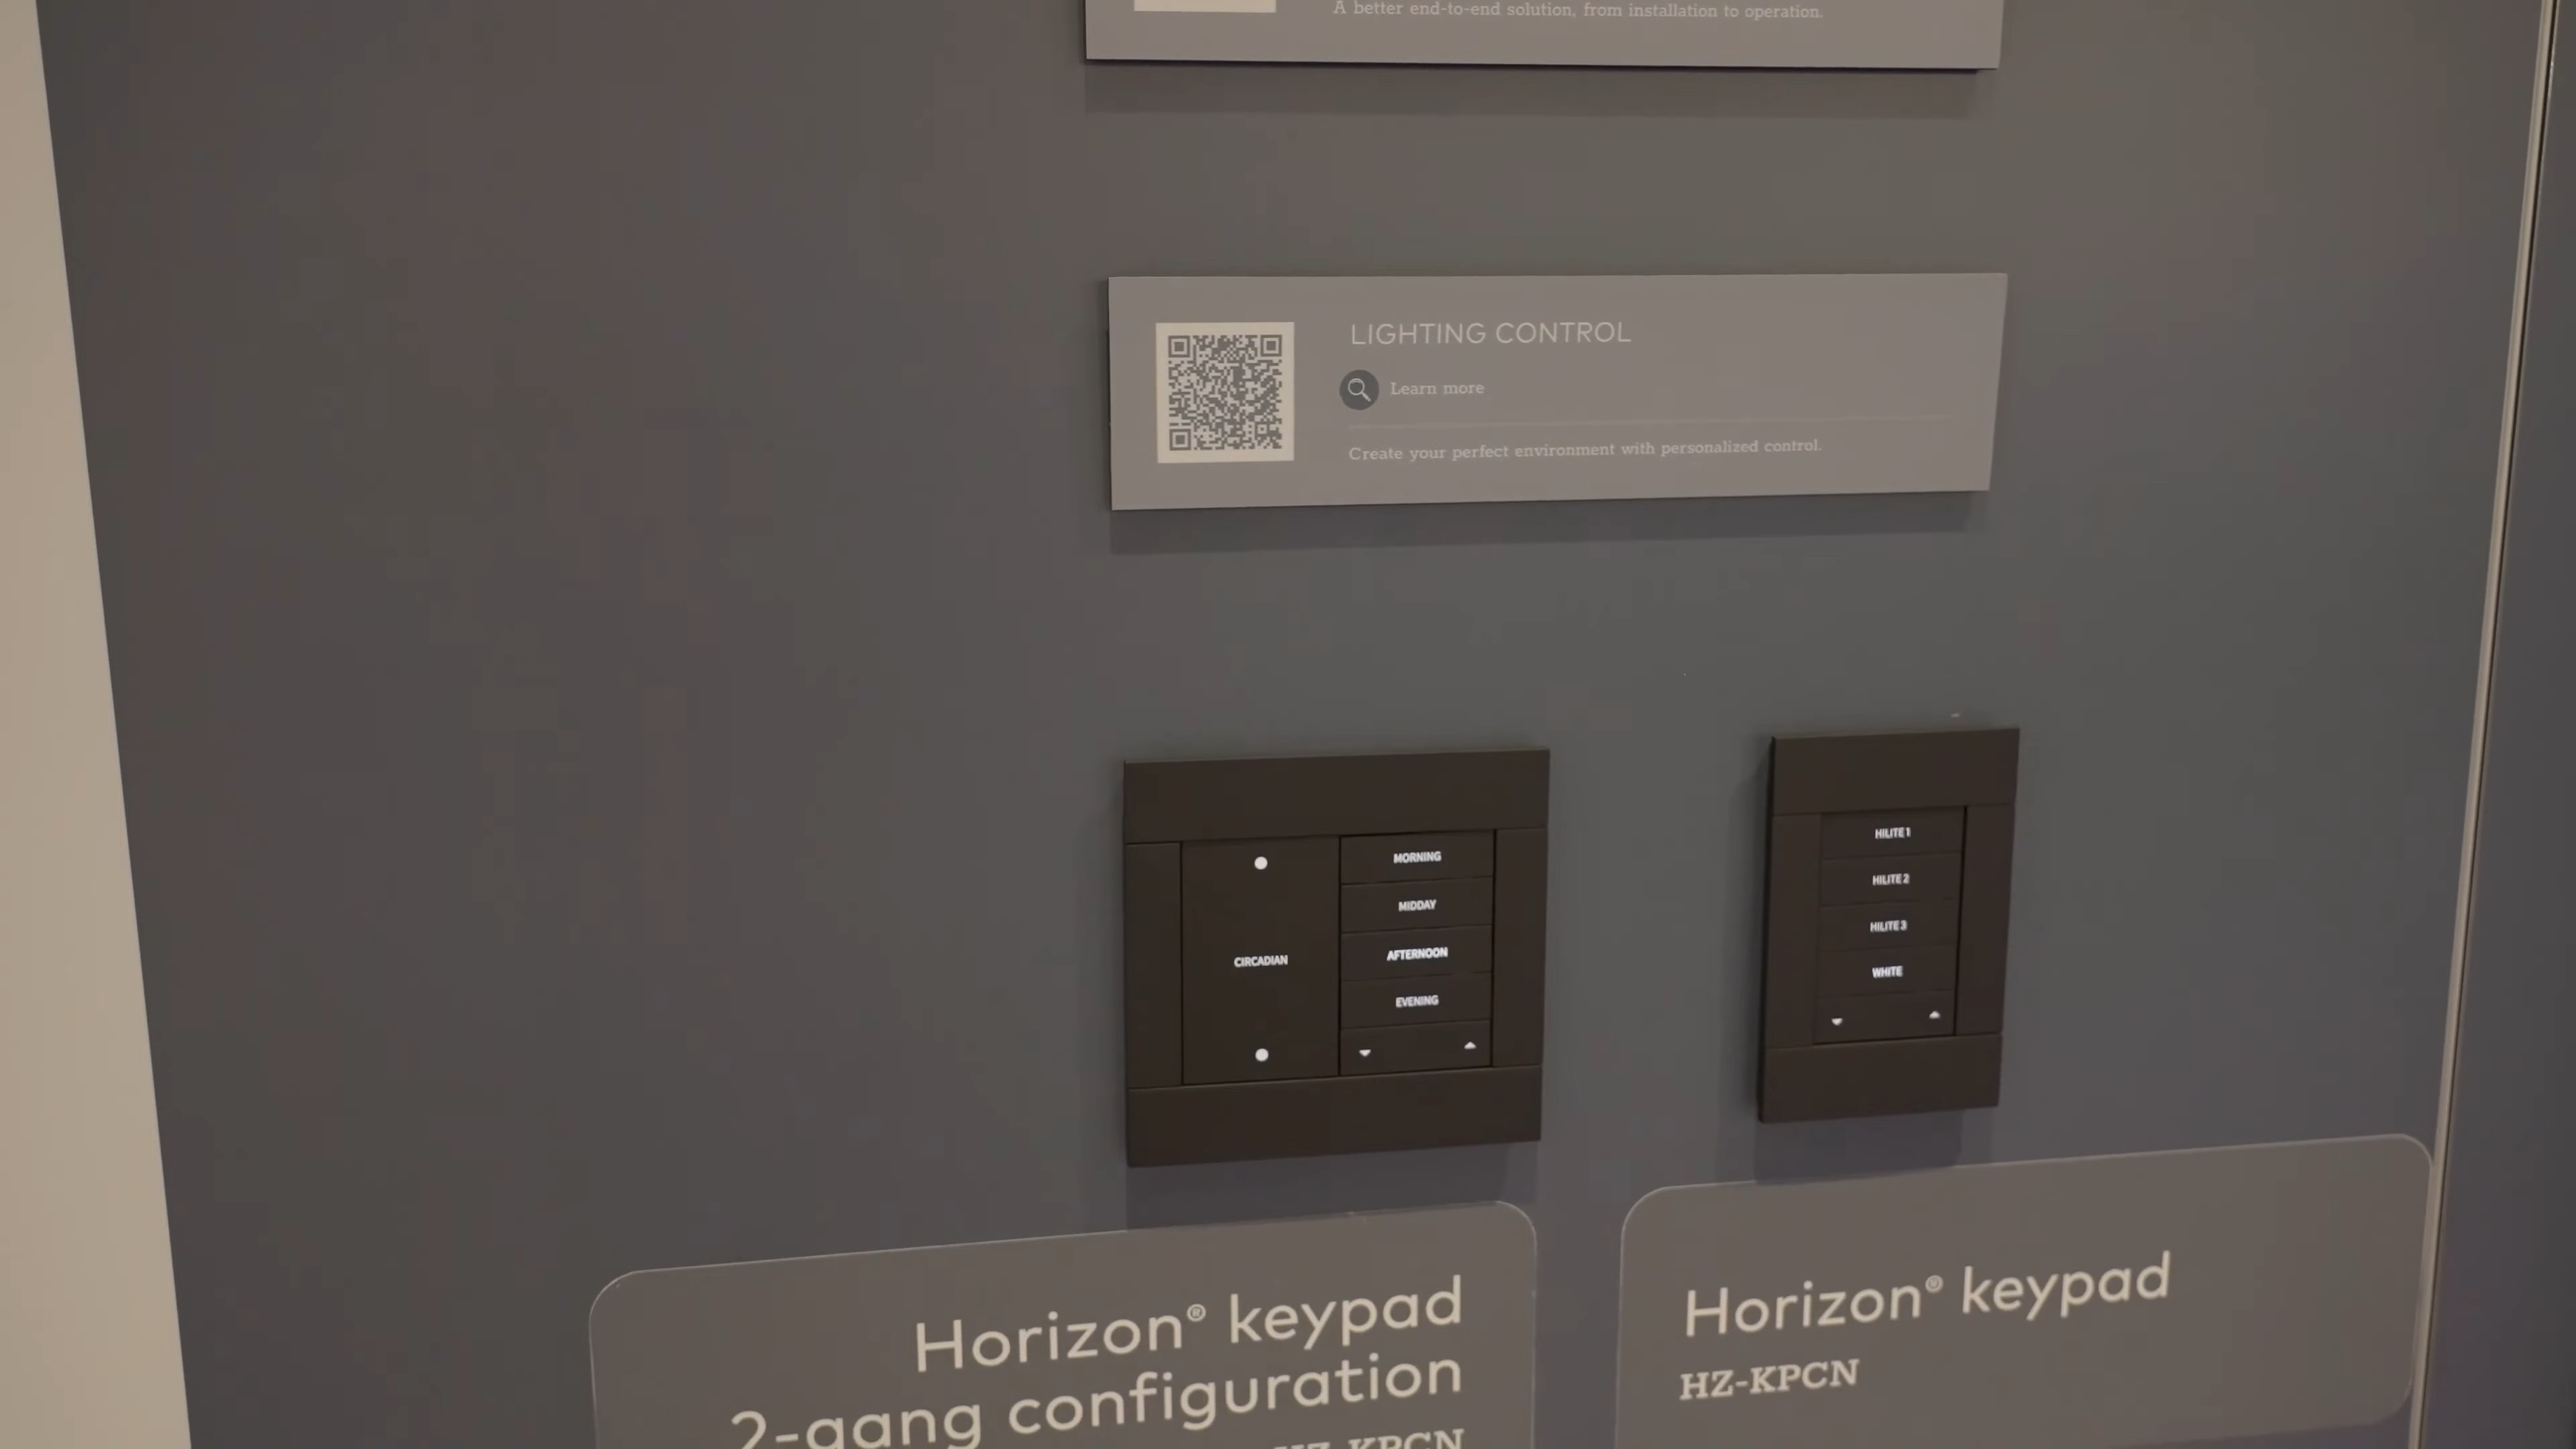 A better end-to-end solution, from installation to operation.
LIGHTING CONTROL
Learn more
Create your perfect environment with personalized control.
CIRCADIAN
MORNING
MIDDAY
AFTERNOON
EVENING
HILITE 1
HILITE 2
HILITE 3
WHITE
Horizon® keypad
2-gang configuration
HZ-KPCN
Horizon® keypad
HZ-KPCN